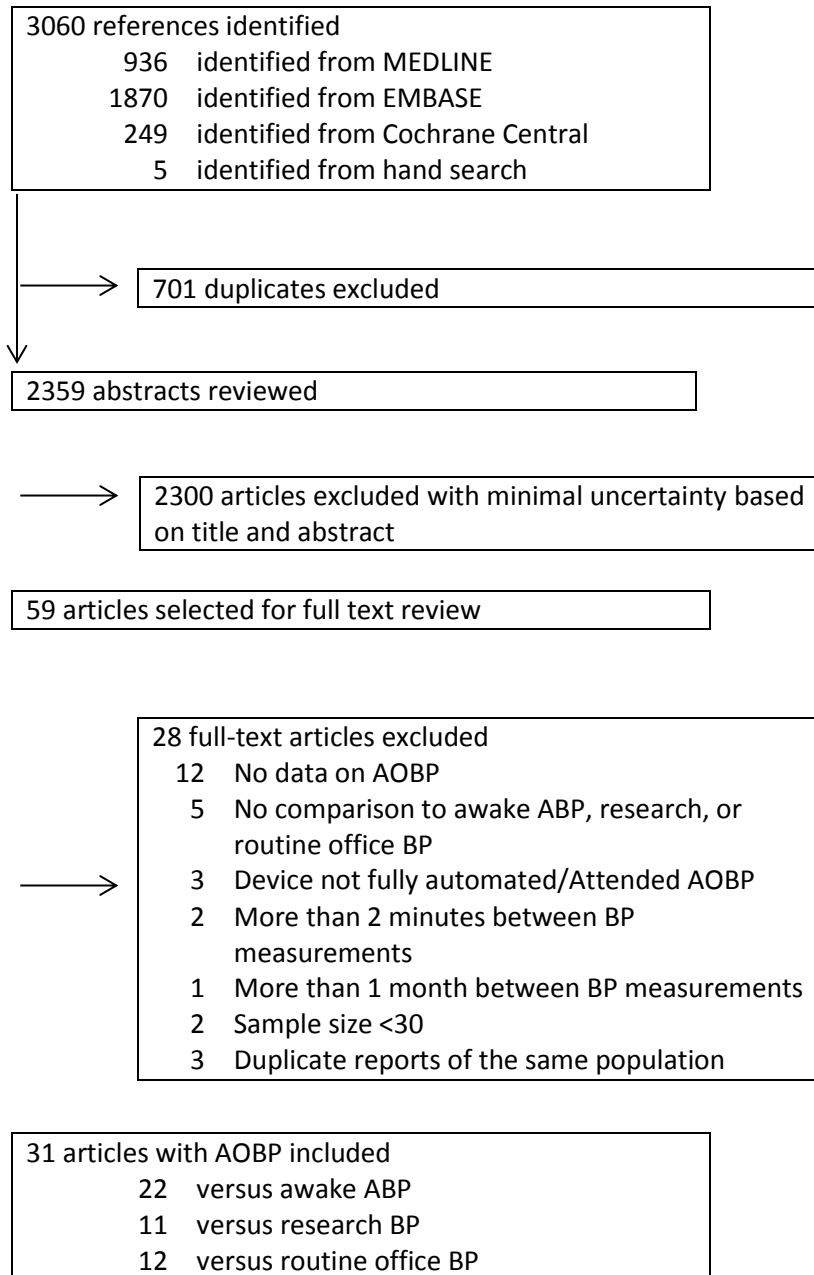 3060 references identified
936 identified from MEDLINE
1870 identified from EMBASE
249 identified from Cochrane Central
5 identified from hand search
701 duplicates excluded
2359 abstracts reviewed
2300 articles excluded with minimal uncertainty based
on title and abstract
59 articles selected for full text review
28 full-text articles excluded
12 No data on AOBP
5 No comparison to awake ABP, research, or
routine office BP
3 Device not fully automated/Attended AOBP
2 More than 2 minutes between BP
measurements
1 More than 1 month between BP measurements
2 Sample size <30
3 Duplicate reports of the same population
31 articles with AOBP included
22 versus awake ABP
11 versus research BP
12 versus routine office BP